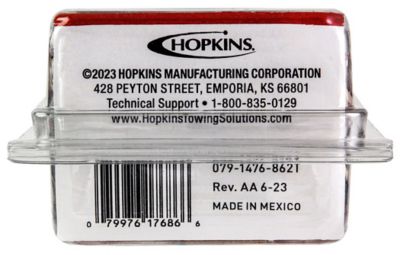 HOPKINS®
©2023 HOPKINS MANUFACTURING CORPORATION
428 PEYTON STREET, EMPORIA, KS 66801
Technical Support • 1-800-835-0129
www.HopkinsTowingSolutions.com
079-1476-8621
Rev. AA 6-23
MADE IN MEXICO
0 79976 17686 6